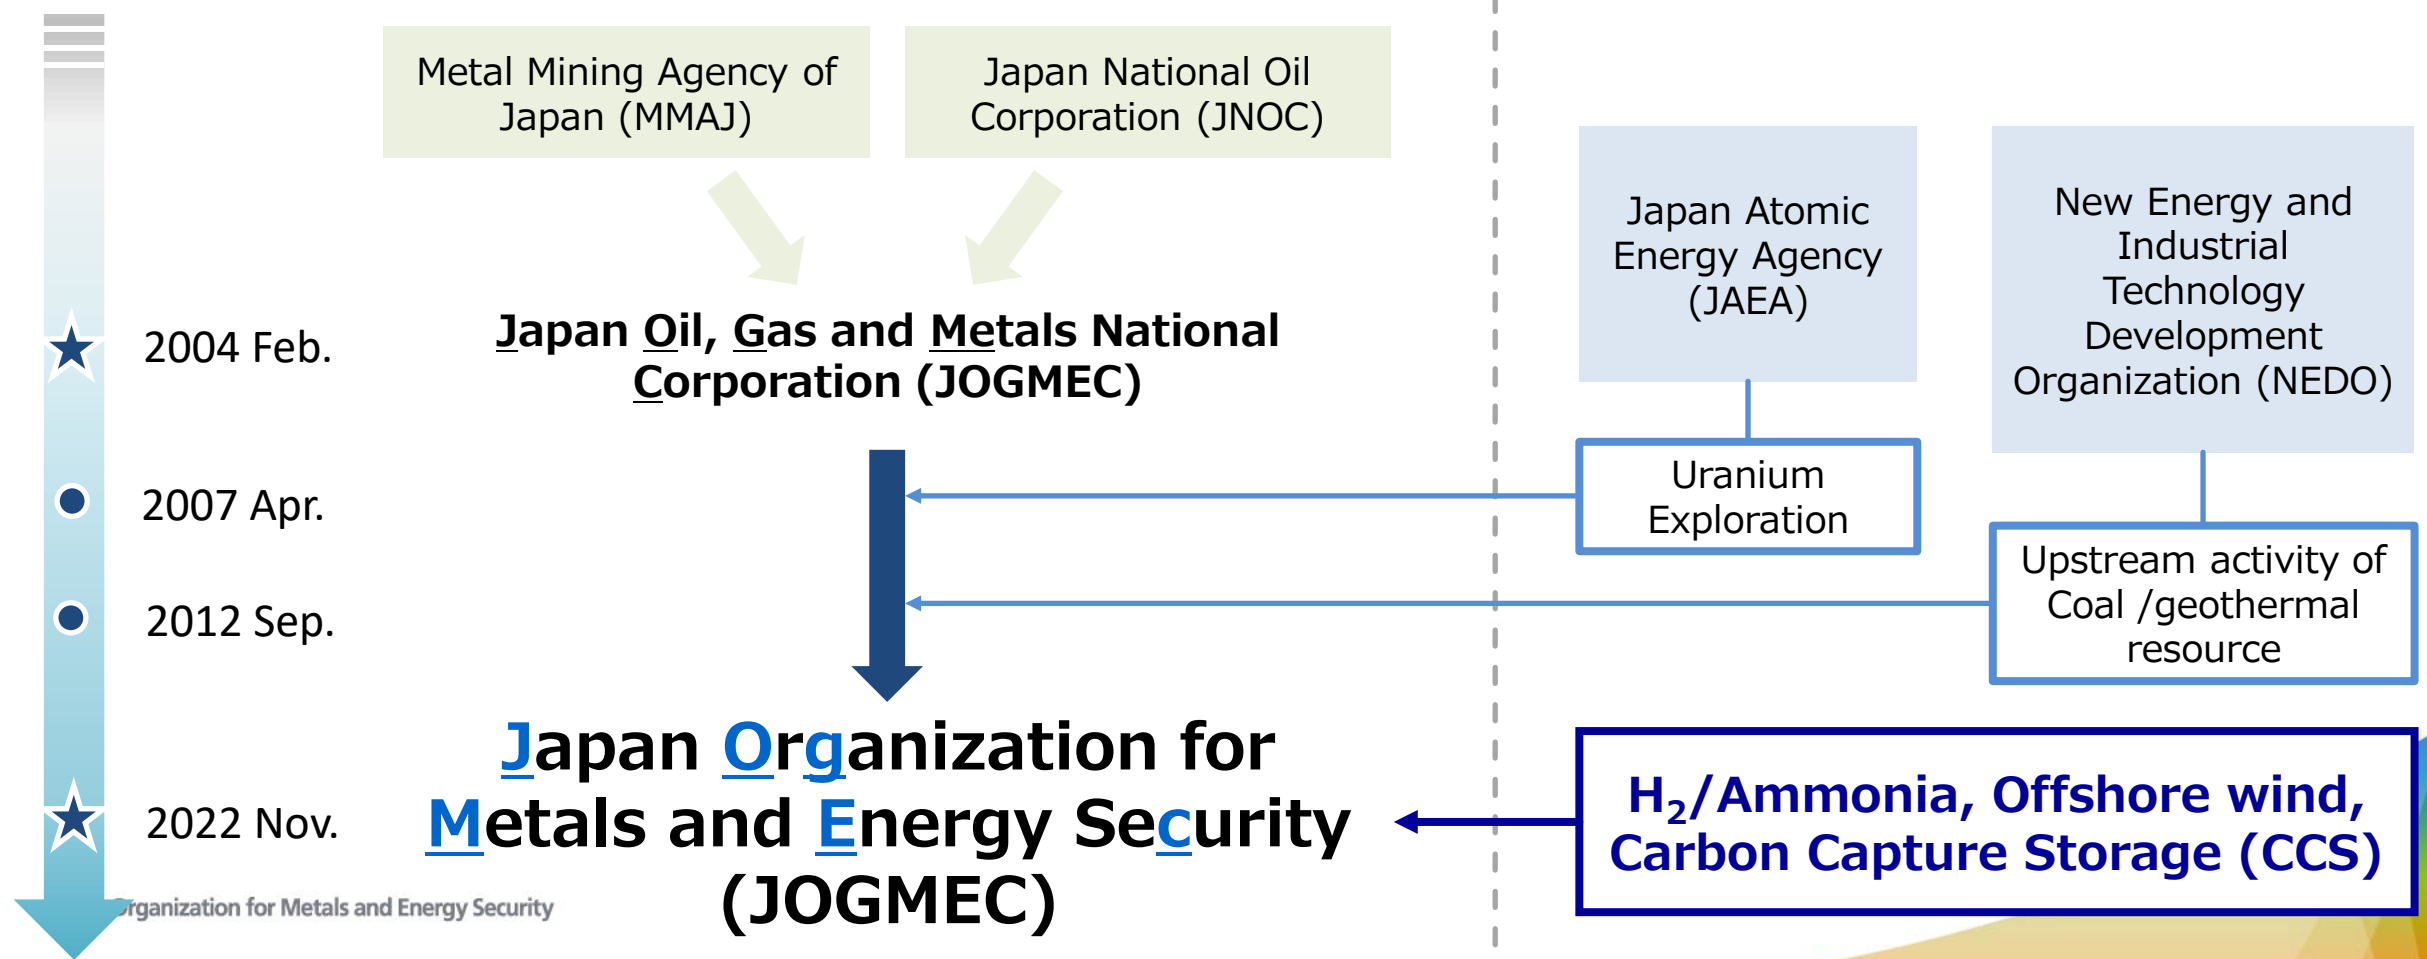 Metal Mining Agency of
Japan (MMAJ)
Japan National Oil
Corporation (JNOC)
Japan Atomic
Energy Agency
(JAEA)
New Energy and
Industrial
Technology
Development
Organization (NEDO)
2004 Feb.
Japan Oil, Gas and Metals National
Corporation (JOGMEC)
2007 Apr.
Uranium
Exploration
2012 Sep.
Upstream activity of
Coal /geothermal
resource
2022 Nov.
Japan Organization for
Metals and Energy Security
(JOGMEC)
H₂/Ammonia, Offshore wind,
Carbon Capture Storage (CCS)
Organization for Metals and Energy Security